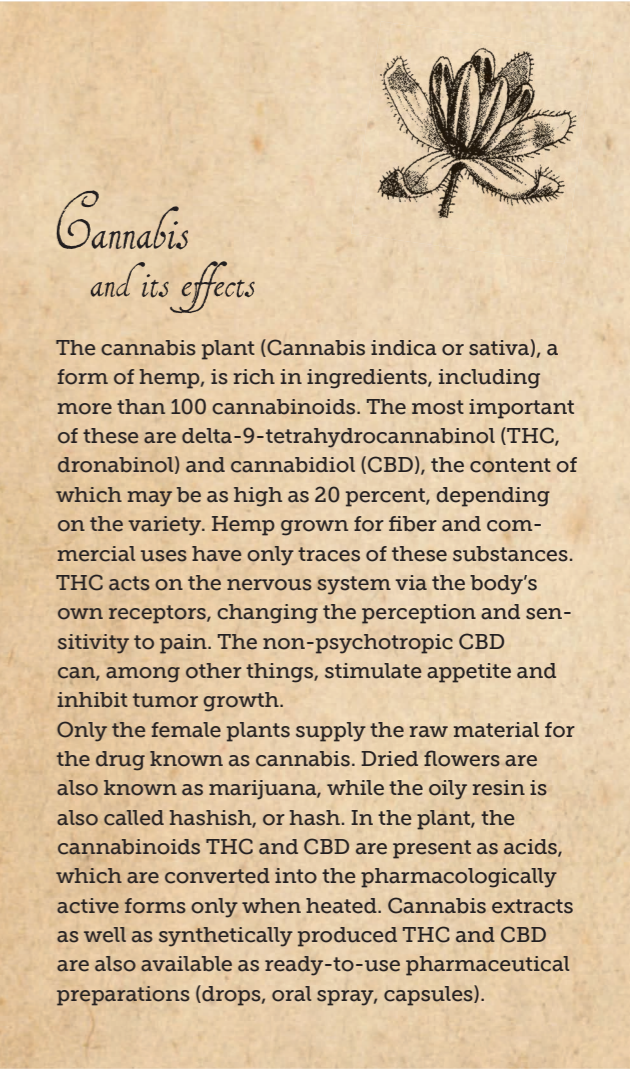 Cannabis
and its effects
The cannabis plant (Cannabis indica or sativa), a
form of hemp, is rich in ingredients, including
more than 100 cannabinoids. The most important
of these are delta-9-tetrahydrocannabinol (THC,
dronabinol) and cannabidiol (CBD), the content of
which may be as high as 20 percent, depending
on the variety. Hemp grown for fiber and com-
mercial uses have only traces of these substances.
THC acts on the nervous system via the body's
own receptors, changing the perception and sen-
sitivity to pain. The non-psychotropic CBD
can, among other things, stimulate appetite and
inhibit tumor growth.
Only the female plants supply the raw material for
the drug known as cannabis. Dried flowers are
also known as marijuana, while the oily resin is
also called hashish, or hash. In the plant, the
cannabinoids THC and CBD are present as acids,
which are converted into the pharmacologically
active forms only when heated. Cannabis extracts
as well as synthetically produced THC and CBD
are also available as ready-to-use pharmaceutical
preparations (drops, oral spray, capsules).